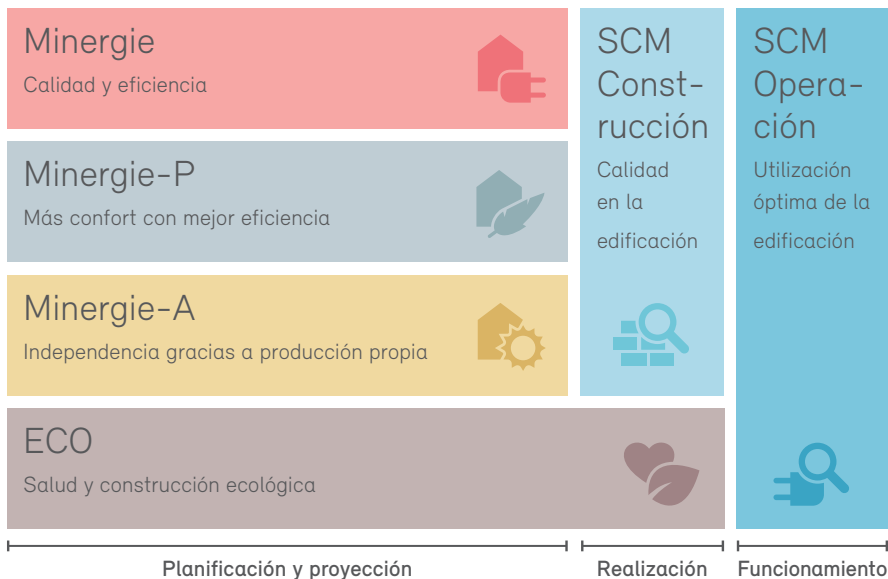 Minergie
Calidad y eficiencia
Minergie-P
Más confort con mejor eficiencia
Minergie-A
Independencia gracias a producción propia
ECO
Salud y construcción ecológica
SCM
Const-
rucción
Calidad
en la
edificación
SCM
Opera-
ción
Utilización
óptima de la
edificación
Planificación y proyección
Realización
Funcionamiento